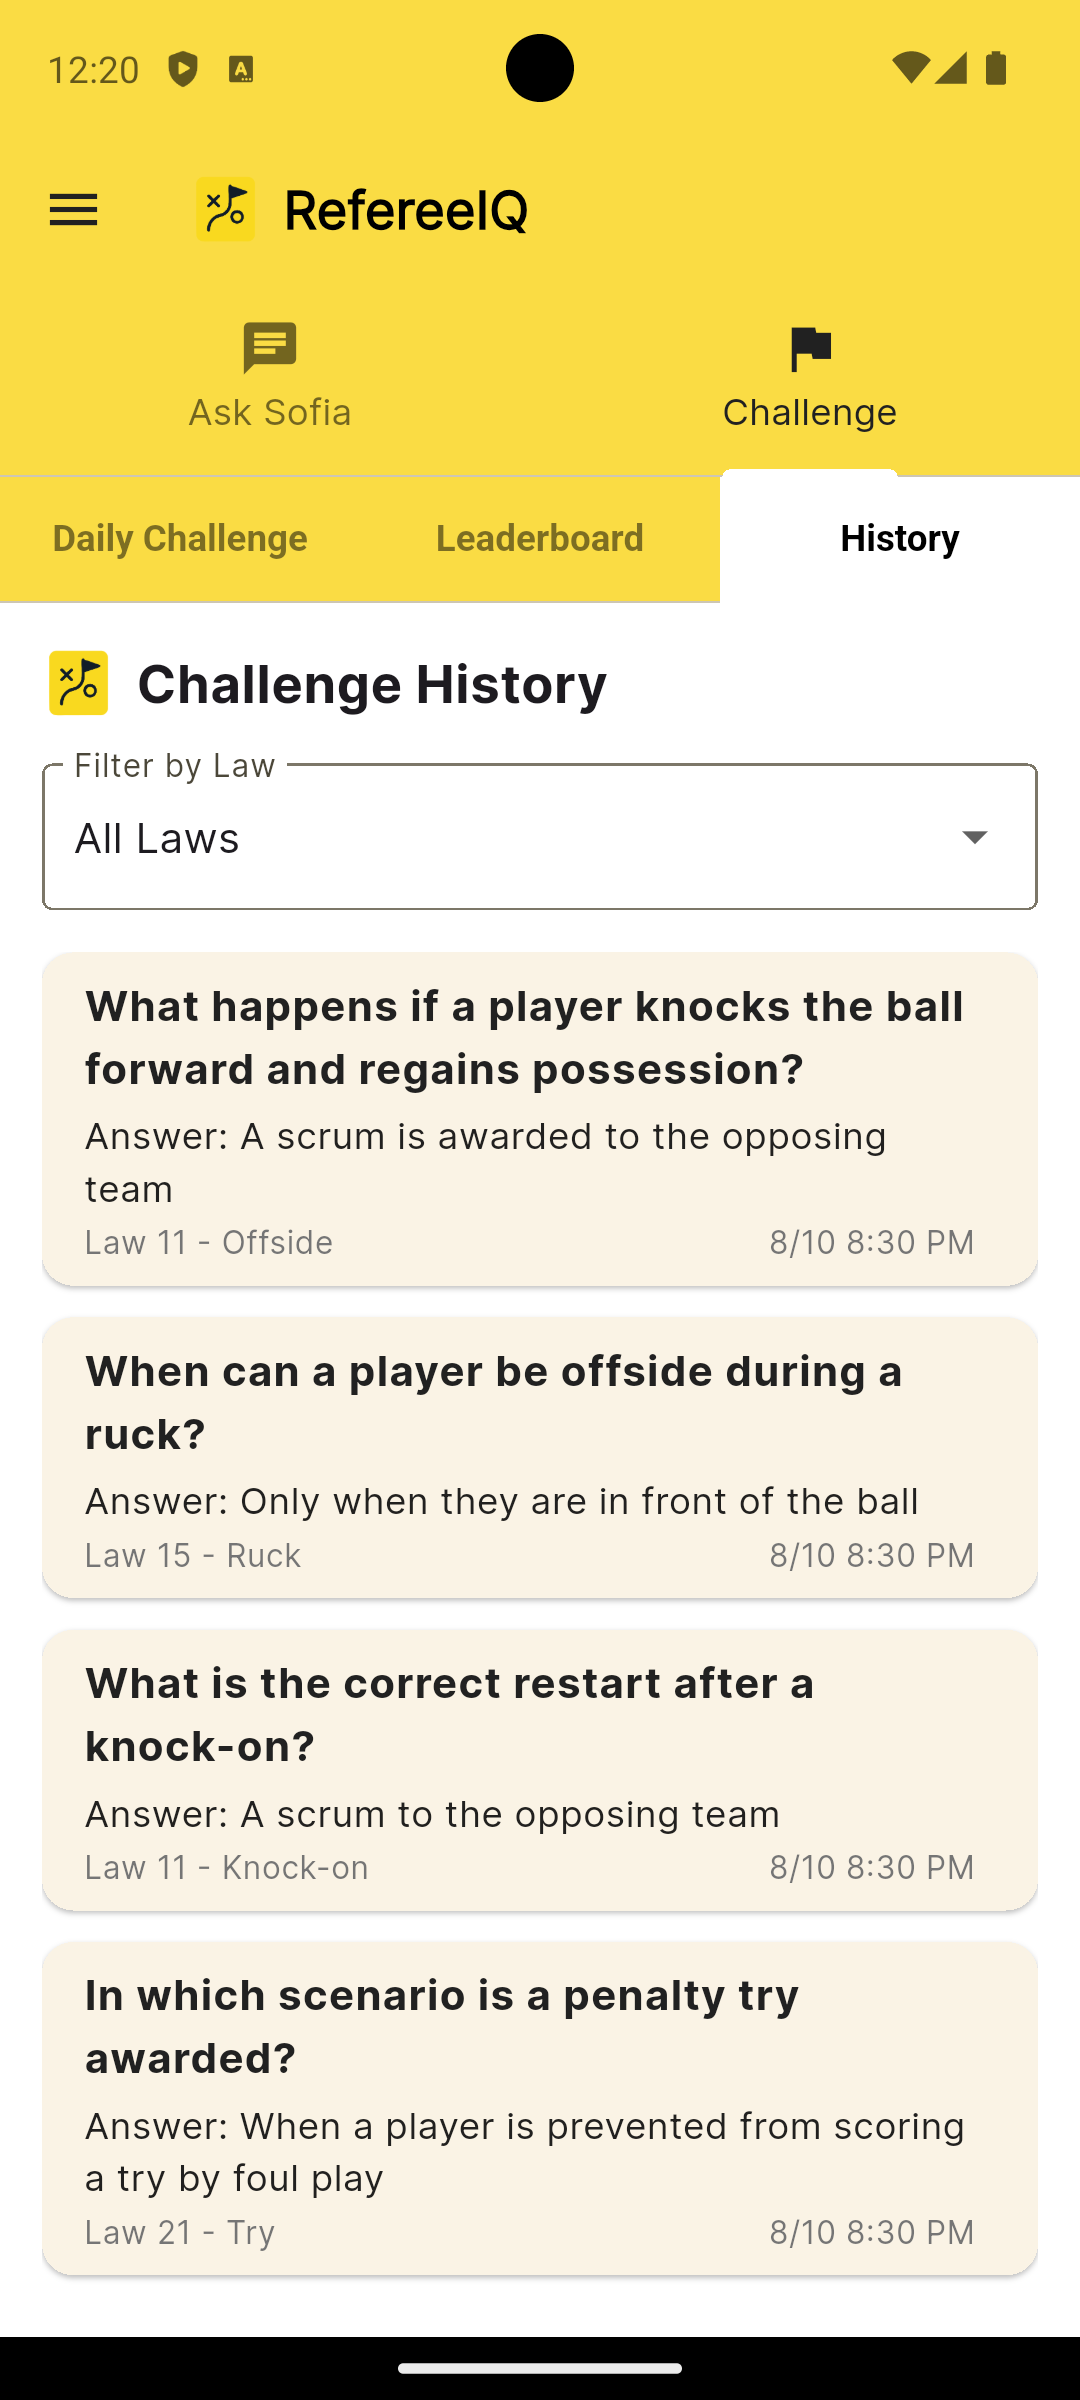 12:20
RefereeIQ
Ask Sofia
Challenge
Daily Challenge
Leaderboard
History
Challenge History
Filter by Law
All Laws
What happens if a player knocks the ball
forward and regains possession?
Answer: A scrum is awarded to the opposing
team
Law 11 - Offside
8/10 8:30 PM
When can a player be offside during a
ruck?
Answer: Only when they are in front of the ball
Law 15 - Ruck
8/10 8:30 PM
What is the correct restart after a
knock-on?
Answer: A scrum to the opposing team
Law 11 - Knock-on
8/10 8:30 PM
In which scenario is a penalty try
awarded?
Answer: When a player is prevented from scoring
a try by foul play
Law 21 - Try
8/10 8:30 PM